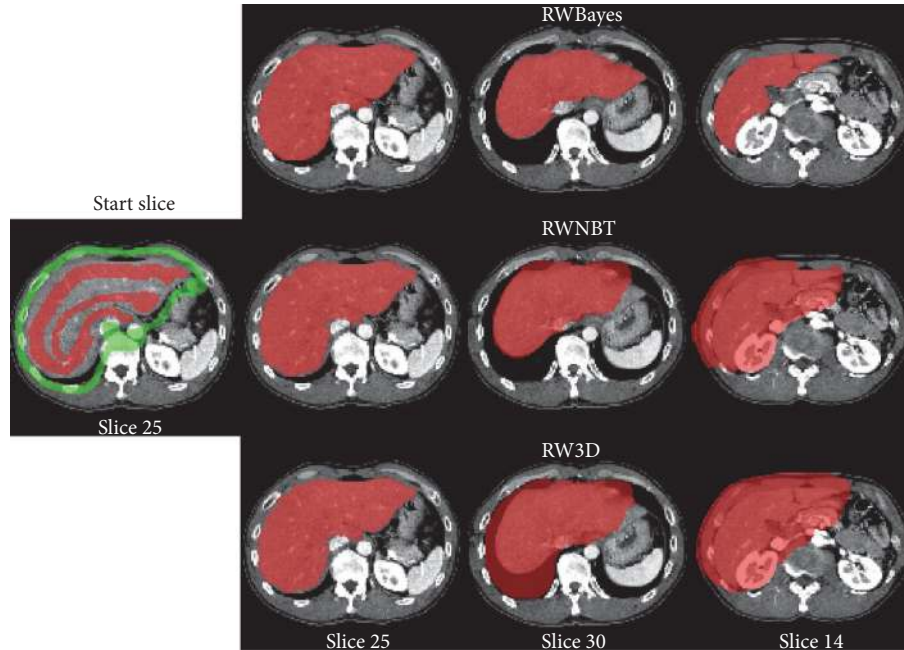 RWBayes
Start slice
RWNBT
Slice 25
RW3D
Slice 25
Slice 30
Slice 14